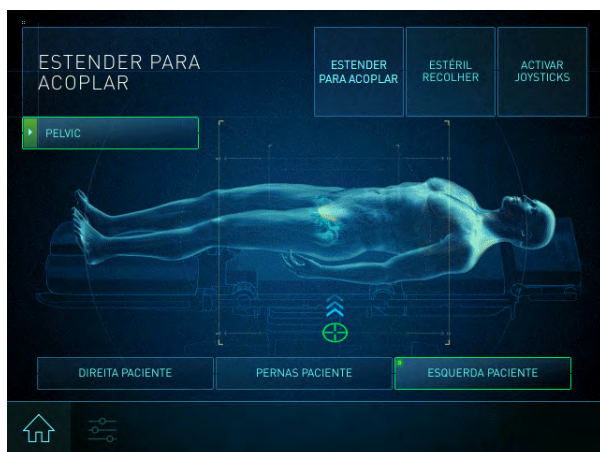 ESTENDER PARA
ACOPLAR
ESTENDER
PARA ACOPLAR
ESTÉRIL
RECOLHER
ACTIVAR
JOYSTICKS
PELVIC
DIREITA PACIENTE
PERNAS PACIENTE
ESQUERDA PACIENTE